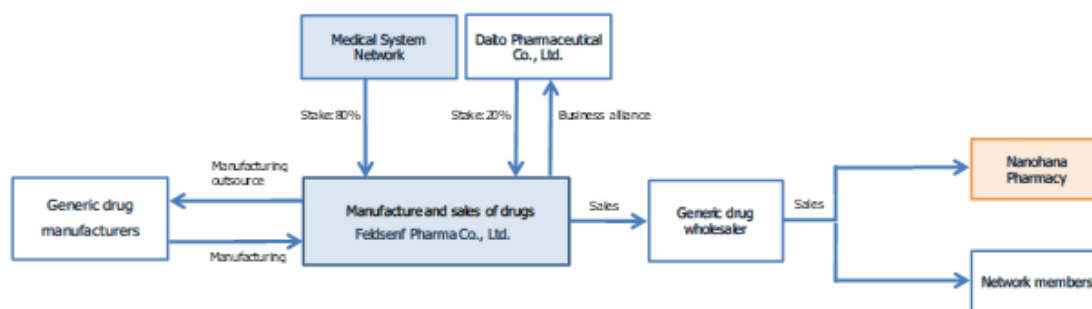 Medical System
Network
Daito Pharmaceutical
Co., Ltd.
Stake: 80%
Stake: 20%
Business alliance
Manufacturing
outsource
Generic drug
manufacturers
Manufacturing
Manufacture and sales of drugs
Feldsenf Pharma Co., Ltd.
Sales
Generic drug
wholesaler
Sales
Nanohana
Pharmacy
Network members